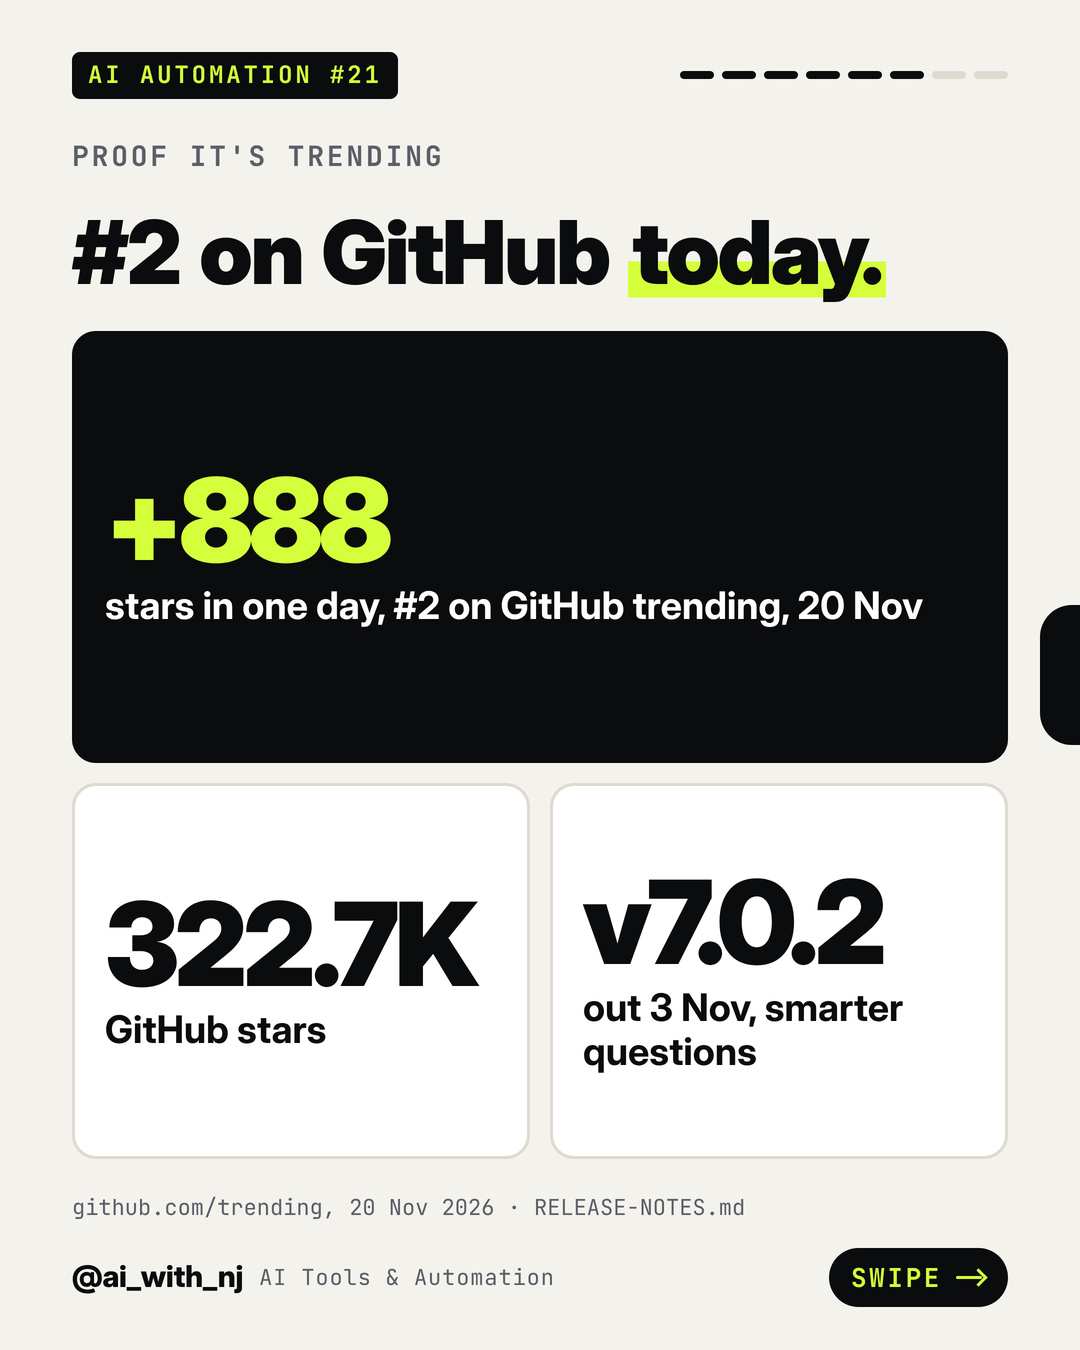 AI AUTOMATION #21
PROOF IT'S TRENDING
#2 on GitHub today.
+888
stars in one day, #2 on GitHub trending, 20 Nov
322.7K
GitHub stars
v7.0.2
out 3 Nov, smarter
questions
github.com/trending, 20 Nov 2026 · RELEASE-NOTES.md
@ai_with_nj AI Tools & Automation
SWIPE →